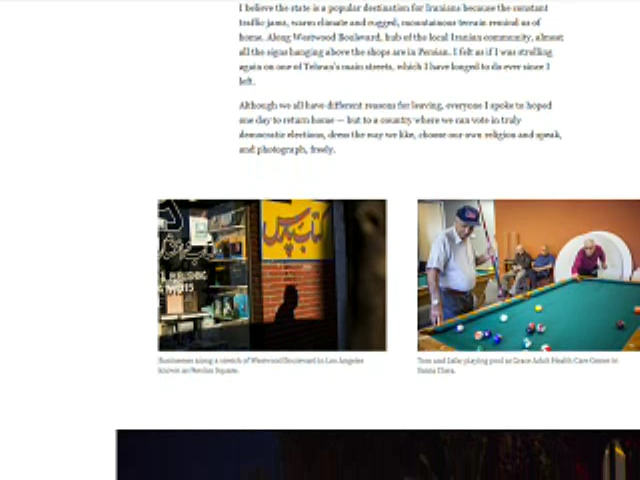 I believe the state is a popular destination for Iranians because the constant
traffic jams, warm climate and rugged, mountainous terrain remind us of
home. Along Westwood Boulevard, hub of the local Iranian community, almost
all the signs hanging above the shops are in Persian. I felt as if I was strolling
again on one of Tehran's main streets, which I have longed to do ever since I
left.
Although we all have different reasons for leaving, everyone I spoke to hoped
one day to return home — but to a country where we can vote in truly
democratic elections, dress the way we like, choose our own religion and speak,
and photograph, freely.
کتاب پارس
PUBLISHING
Businesses along a stretch of Westwood Boulevard in Los Angeles
known as Persian Square.
Tom and Lala playing pool at Grace Adult Health Care Center in
Santa Clara.